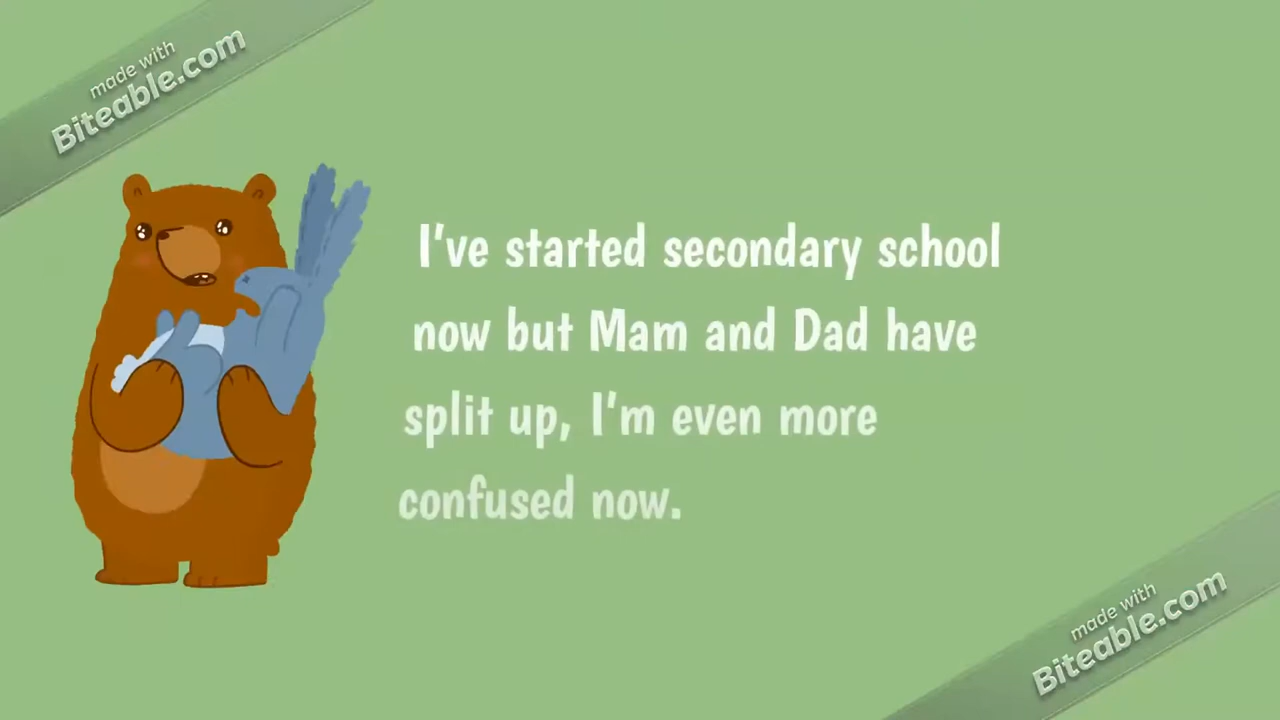 made with
Biteable.com
I've started secondary school
now but Mam and Dad have
split up, I'm even more
confused now.
made with
Biteable.com